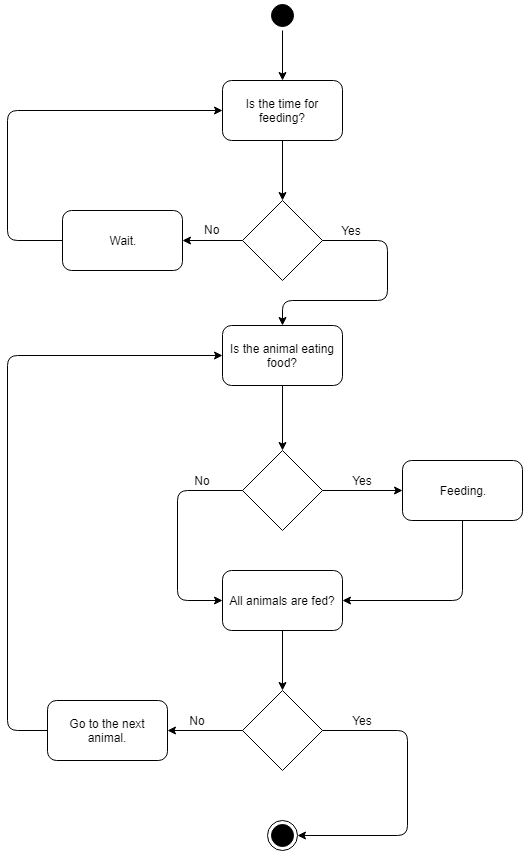 Is the time for
feeding?
No
Yes
Wait.
Is the animal eating
food?
No
Yes
Feeding.
All animals are fed?
No
Yes
Go to the next
animal.